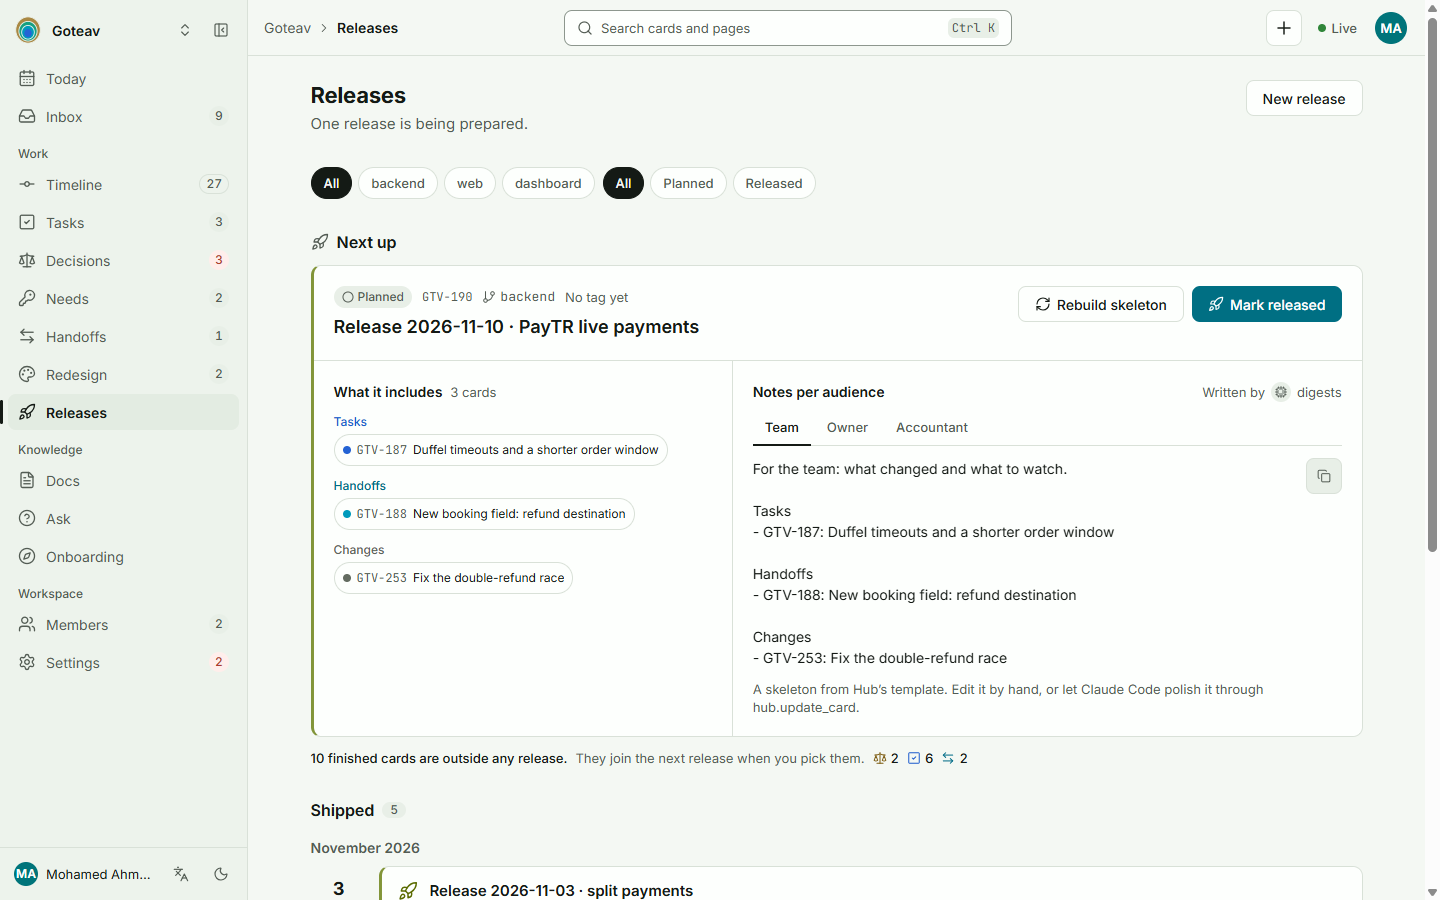 Goteav
Today
Inbox 9
Work
Timeline 27
Tasks 3
Decisions 3
Needs 2
Handoffs 1
Redesign 2
Releases
Knowledge
Docs
Ask
Onboarding
Workspace
Members 2
Settings 2
MA Mohamed Ahm...
Goteav > Releases
Search cards and pages Ctrl K
Live
MA
Releases
One release is being prepared.
New release
All backend web dashboard All Planned Released
Next up
Planned GTV-190 backend No tag yet
Release 2026-11-10 · PayTR live payments
Rebuild skeleton
Mark released
What it includes 3 cards
Tasks
GTV-187 Duffel timeouts and a shorter order window
Handoffs
GTV-188 New booking field: refund destination
Changes
GTV-253 Fix the double-refund race
Notes per audience
Written by digests
Team Owner Accountant
For the team: what changed and what to watch.
Tasks
- GTV-187: Duffel timeouts and a shorter order window
Handoffs
- GTV-188: New booking field: refund destination
Changes
- GTV-253: Fix the double-refund race
A skeleton from Hub’s template. Edit it by hand, or let Claude Code polish it through
hub.update_card.
10 finished cards are outside any release. They join the next release when you pick them. 2 6 2
Shipped 5
November 2026
3
Release 2026-11-03 · split payments